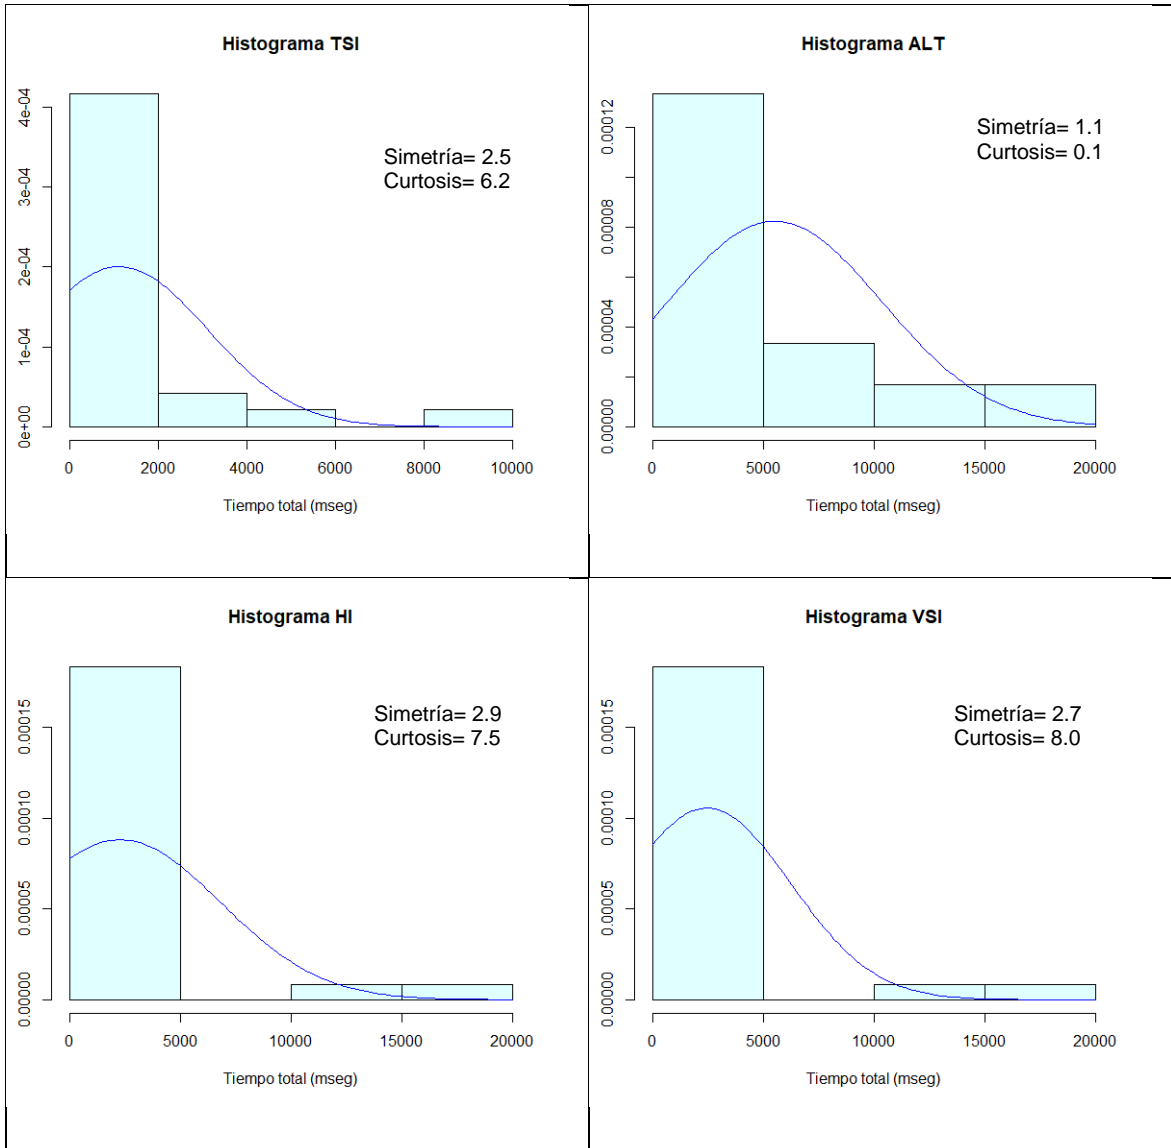 Histograma TSI
Simetría= 2.5
Curtosis= 6.2
4e-04
3e-04
2e-04
1e-04
0e+00
0 2000 4000 6000 8000 10000
Tiempo total (mseg)
Histograma ALT
Simetría= 1.1
Curtosis= 0.1
0.00012
0.00008
0.00004
0.00000
0 5000 10000 15000 20000
Tiempo total (mseg)
Histograma HI
Simetría= 2.9
Curtosis= 7.5
0.00015
0.00010
0.00005
0.00000
0 5000 10000 15000 20000
Tiempo total (mseg)
Histograma VSI
Simetría= 2.7
Curtosis= 8.0
0.00015
0.00010
0.00005
0.00000
0 5000 10000 15000 20000
Tiempo total (mseg)